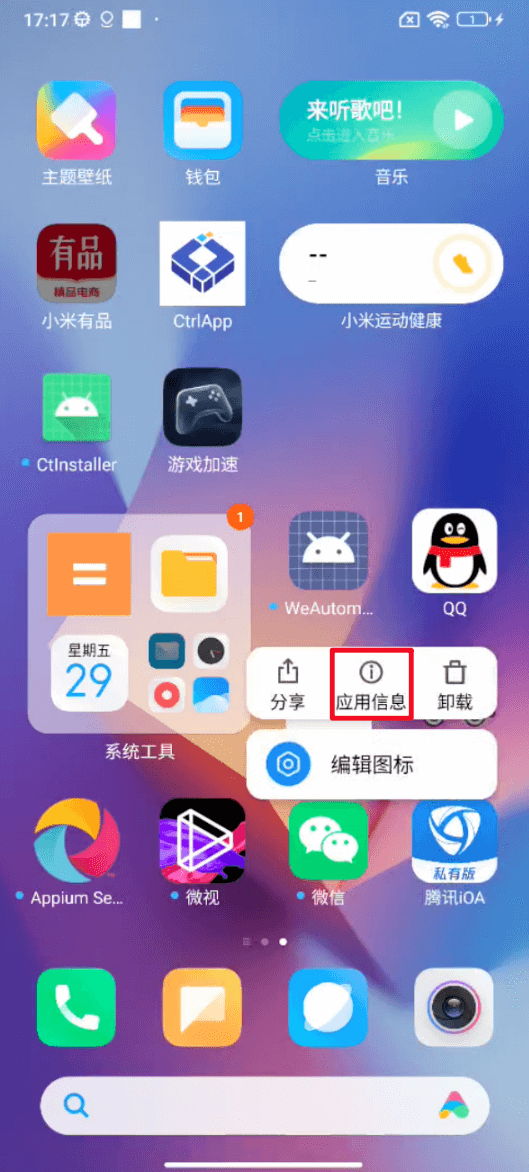 17:17
1
来听歌吧!
点击进入音乐
主题壁纸
钱包
音乐
有品
精品电商
--
–
小米有品
CtrlApp
小米运动健康
CtInstaller
游戏加速
1
星期五
29
WeAutom...
QQ
分享
应用信息
卸载
系统工具
编辑图标
私有版
Appium Se...
微视
微信
腾讯iOA